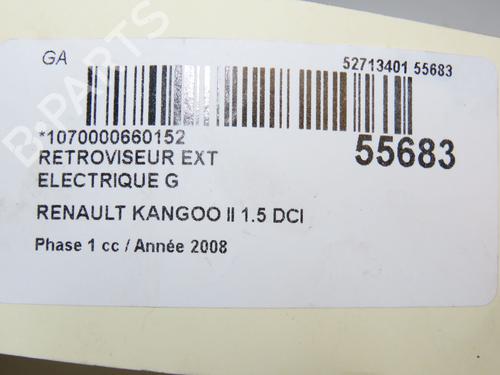 GA
52713401 55683
*1070000660152
55683
RETROVISEUR EXT
ELECTRIQUE G
RENAULT KANGOO II 1.5 DCI
Phase 1 cc / Année 2008
B-PARTS